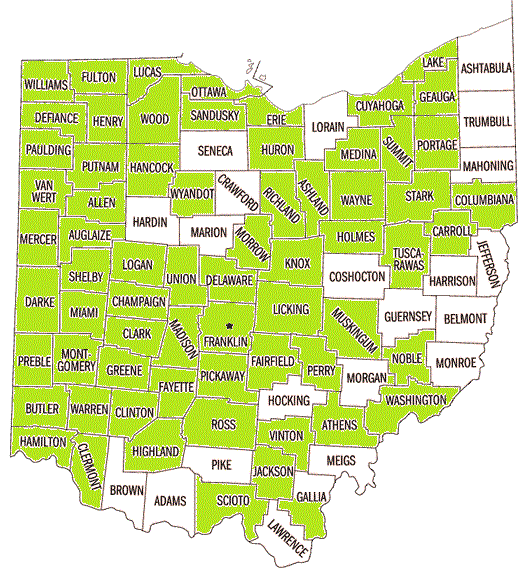 LAKE
ASHTABULA
LUCAS
FULTON
WILLIAMS
OTTAWA
GEAUGA
CUYAHOGA
DEFIANCE
HENRY
WOOD
SANDUSKY
ERIE
LORAIN
TRUMBULL
PORTAGE
SUMMIT
MEDINA
HURON
SENECA
PAULDING
PUTNAM
HANCOCK
MAHONING
VAN
WERT
ALLEN
WYANDOT
CRAWFORD
RICHLAND
ASHLAND
WAYNE
STARK
COLUMBIANA
HARDIN
MARION
MORROW
HOLMES
CARROLL
MERCER
AUGLAIZE
TUSCA-
RAWAS
JEFFERSON
LOGAN
UNION
DELAWARE
KNOX
COSHOCTON
HARRISON
SHELBY
DARKE
MIAMI
CHAMPAIGN
LICKING
MUSKINGUM
GUERNSEY
BELMONT
CLARK
MADISON
FRANKLIN
PREBLE
MONT-
GOMERY
GREENE
FAYETTE
PICKAWAY
FAIRFIELD
PERRY
MORGAN
NOBLE
MONROE
WASHINGTON
BUTLER
WARREN
CLINTON
ROSS
HOCKING
ATHENS
HAMILTON
CLERMONT
HIGHLAND
VINTON
MEIGS
PIKE
JACKSON
BROWN
ADAMS
SCIOTO
GALLIA
LAWRENCE